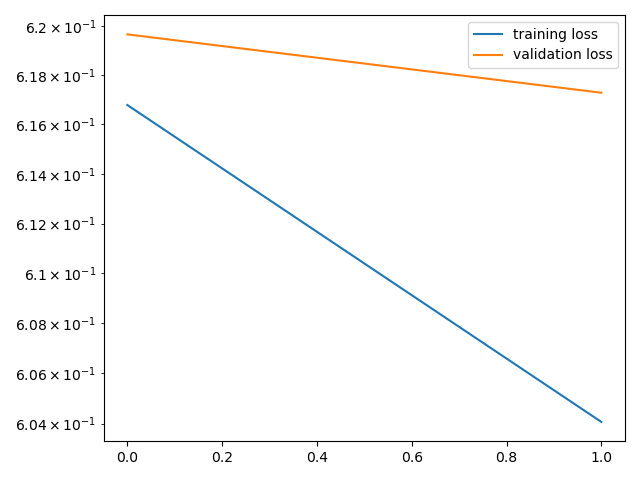 6.2 × 10⁻¹
6.18 × 10⁻¹
6.16 × 10⁻¹
6.14 × 10⁻¹
6.12 × 10⁻¹
6.1 × 10⁻¹
6.08 × 10⁻¹
6.06 × 10⁻¹
6.04 × 10⁻¹
training loss
validation loss
0.0 0.2 0.4 0.6 0.8 1.0